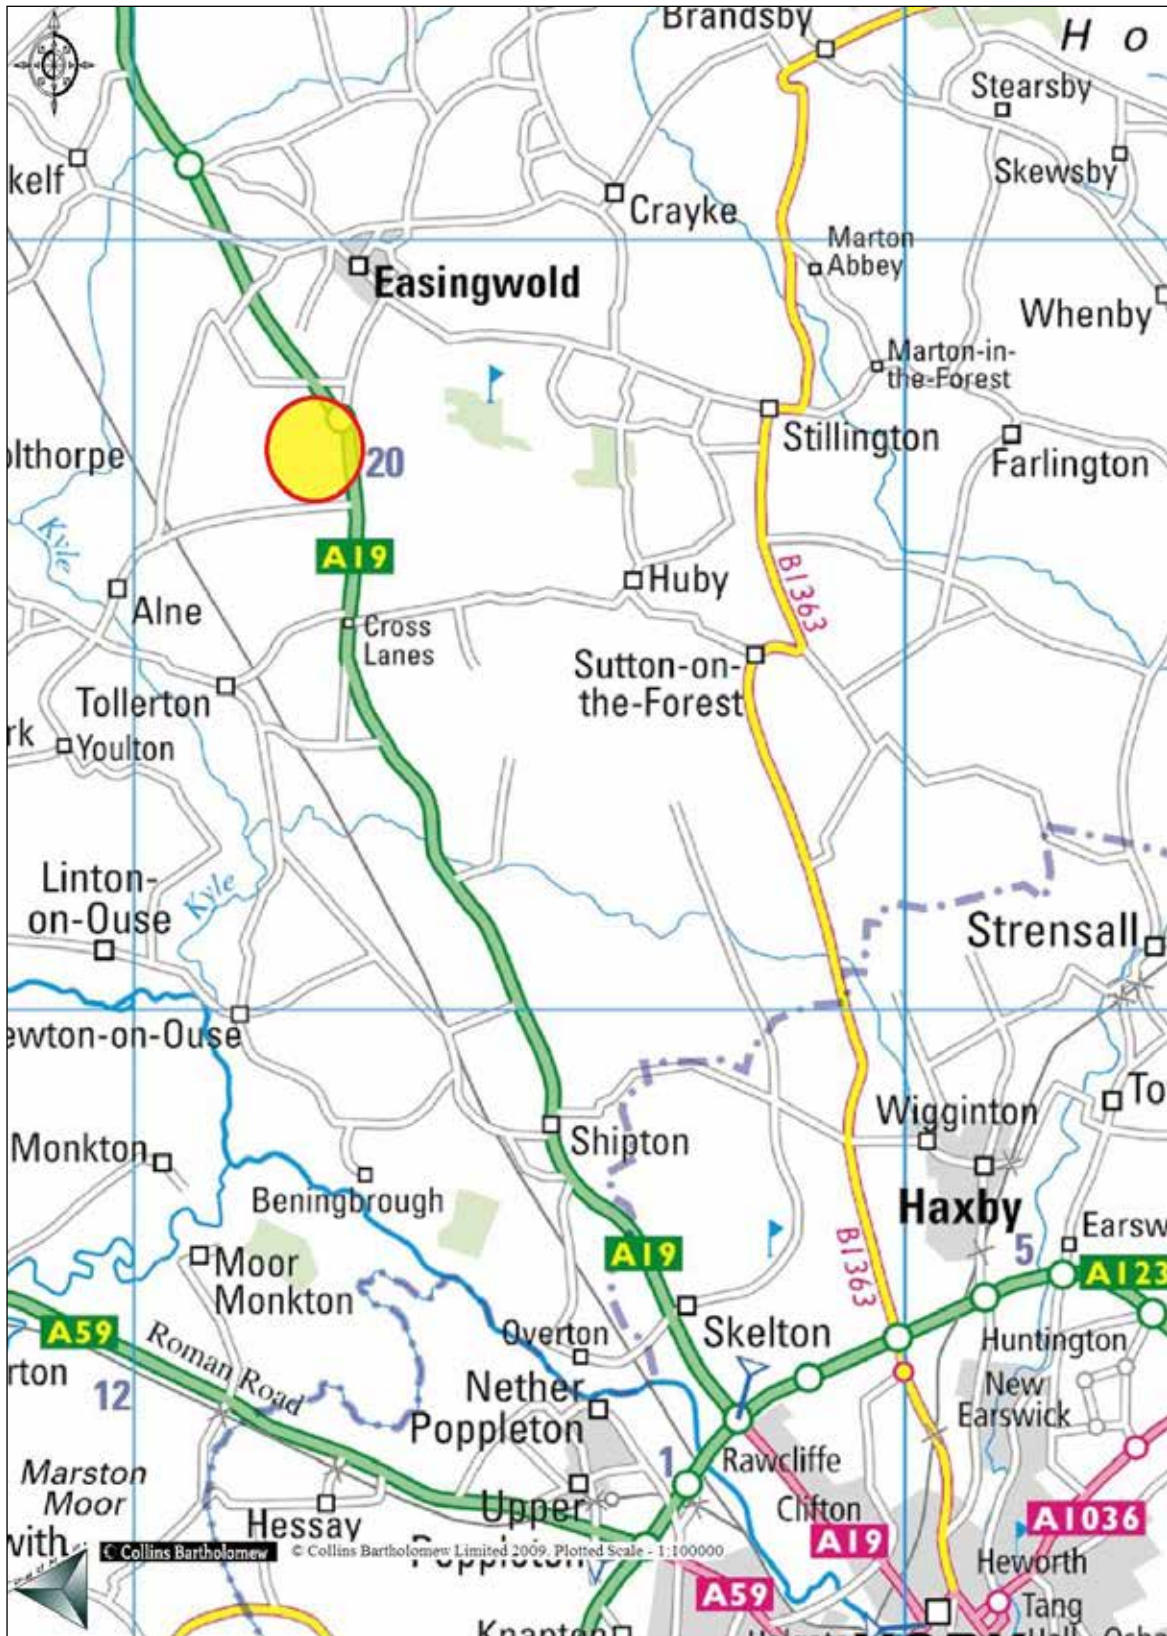 Brandsby
H o
Stearsby
Skewsby
kelf
Crayke
Marton
Abbey
Easingwold
Whenby
Marton-in-
the-Forest
Stillington
Farlington
olthorpe
20
Kyle
A19
B1363
Huby
Alne
Cross
Lanes
Sutton-on-
the-Forest
Tollerton
rk
Youlton
Linton-
on-Ouse
Kyle
Strensall
ewton-on-Ouse
To
Wigginton
Shipton
Monkton
Beningbrough
Haxby
Earsw
5
A19
B1363
A123
Moor
Monkton
A59
Roman Road
Overton
Skelton
Huntington
rton
12
Nether
Poppleton
New
Earswick
1
Rawcliffe
Marston
Moor
Upper
Poppleton
Clifton
Hessay
A1036
A19
with
© Collins Bartholomew
© Collins Bartholomew Limited 2009. Plotted Scale - 1:100000
Heworth
A59
Tang
Knapton